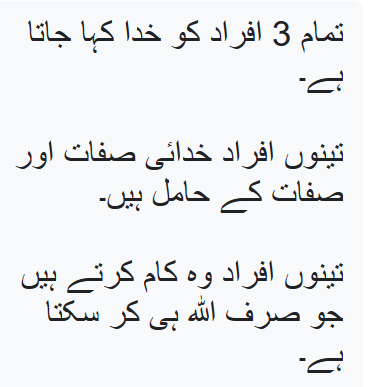 تمام 3 افراد کو خدا کہا جاتا
ہے۔
تینوں افراد خدائی صفات اور
صفات کے حامل ہیں۔
تینوں افراد وہ کام کرتے ہیں
جو صرف اللہ ہی کر سکتا
ہے۔